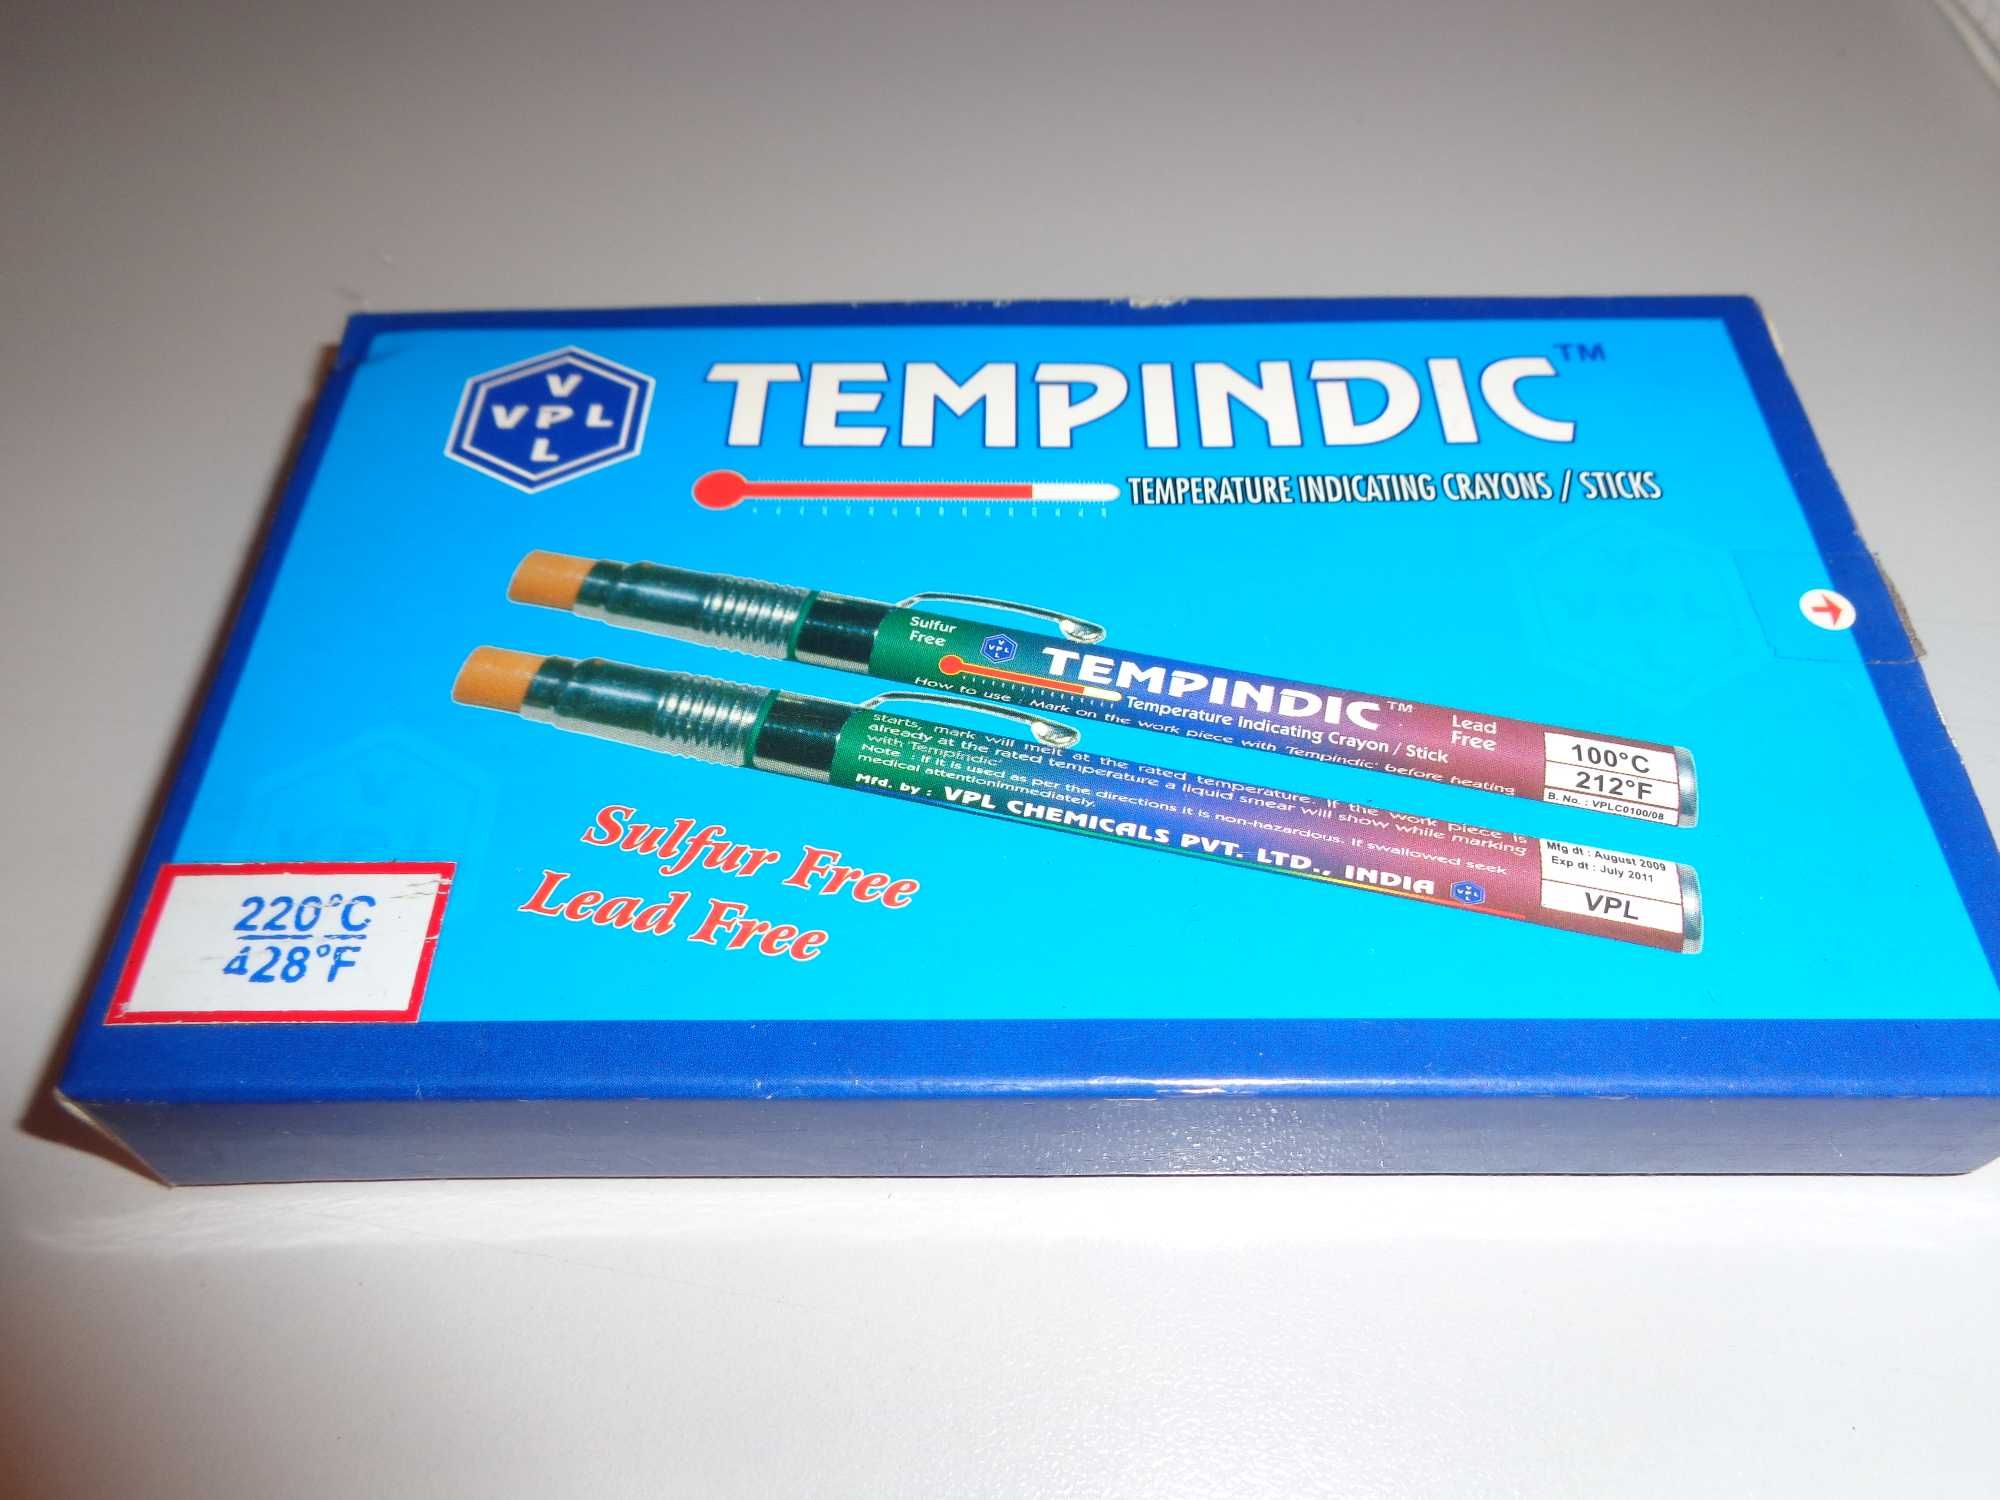 V
VPL
L
TEMPINDIC™
TEMPERATURE INDICATING CRAYONS / STICKS
Sulfur
Free
V
VPL
L
TEMPINDIC™
Temperature Indicating Crayon / Stick
How to use : Mark on the work piece with 'Tempindic' before heating
Lead
Free
100°C
212°F
B. No. : VPLC0100/08
starts, mark will melt at the rated temperature. If the work piece is
already at the rated temperature a liquid smear will show while marking
with 'Tempindic'
Note : If it is used as per the directions it is non-hazardous. If swallowed seek
medical attentionimmediately.
Mfd. by : VPL CHEMICALS PVT. LTD., INDIA
V
VPL
L
Mfg dt : August 2009
Exp dt : July 2011
VPL
Sulfur Free
Lead Free
220°C
428°F